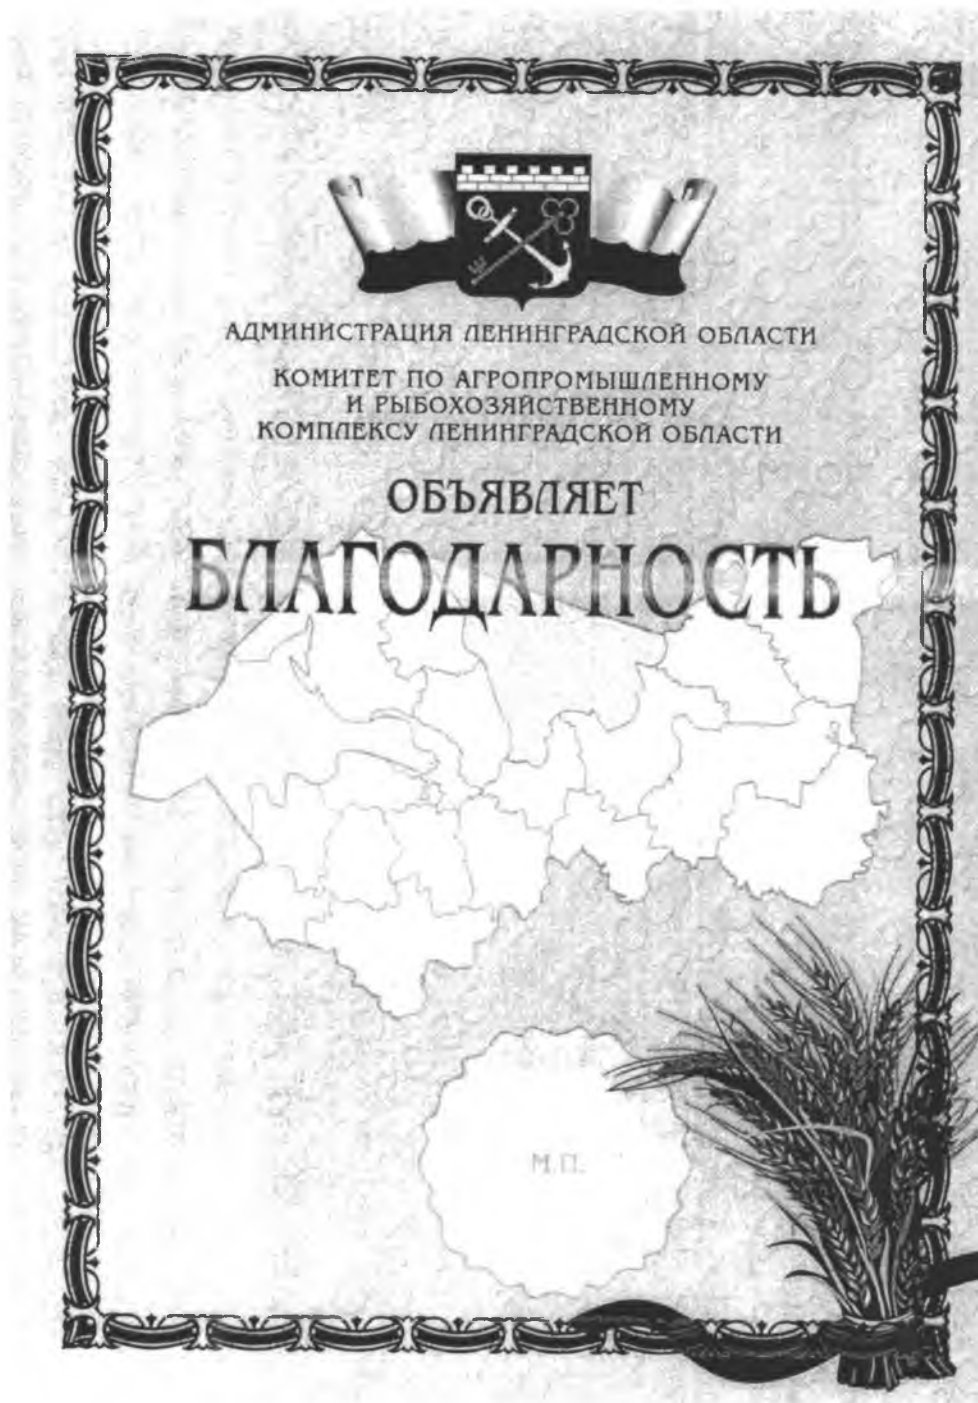 АДМИНИСТРАЦИЯ ЛЕНИНГРАДСКОЙ ОБЛАСТИ
КОМИТЕТ ПО АГРОПРОМЫШЛЕННОМУ
И РЫБОХОЗЯЙСТВЕННОМУ
КОМПЛЕКСУ ЛЕНИНГРАДСКОЙ ОБЛАСТИ
ОБЪЯВЛЯЕТ
БЛАГОДАРНОСТЬ
М.П.